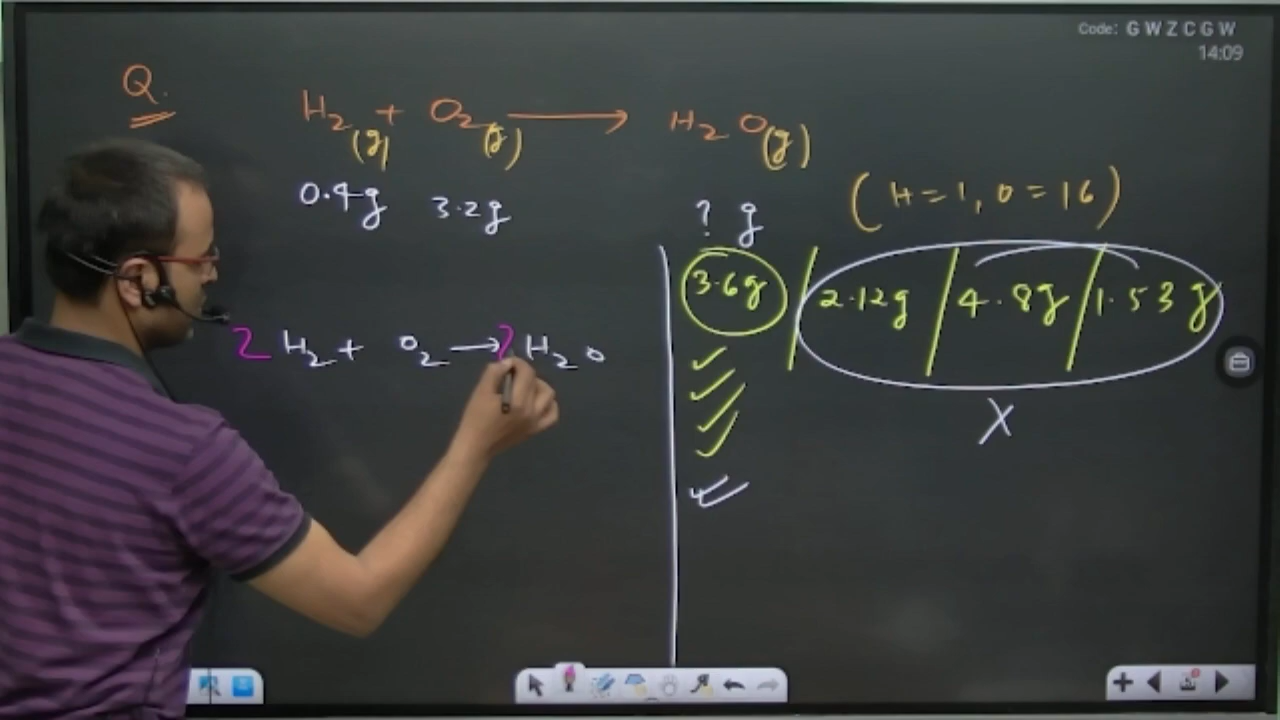 Code: G W Z C G W
14:09
Q.
H2(g) + O2(g) → H2O(g)
0.4g 3.2g ? g (H=1, O=16)
3.6g / 2.12g / 4.8g / 1.53g
2 H2 + O2 → 2 H2O
X